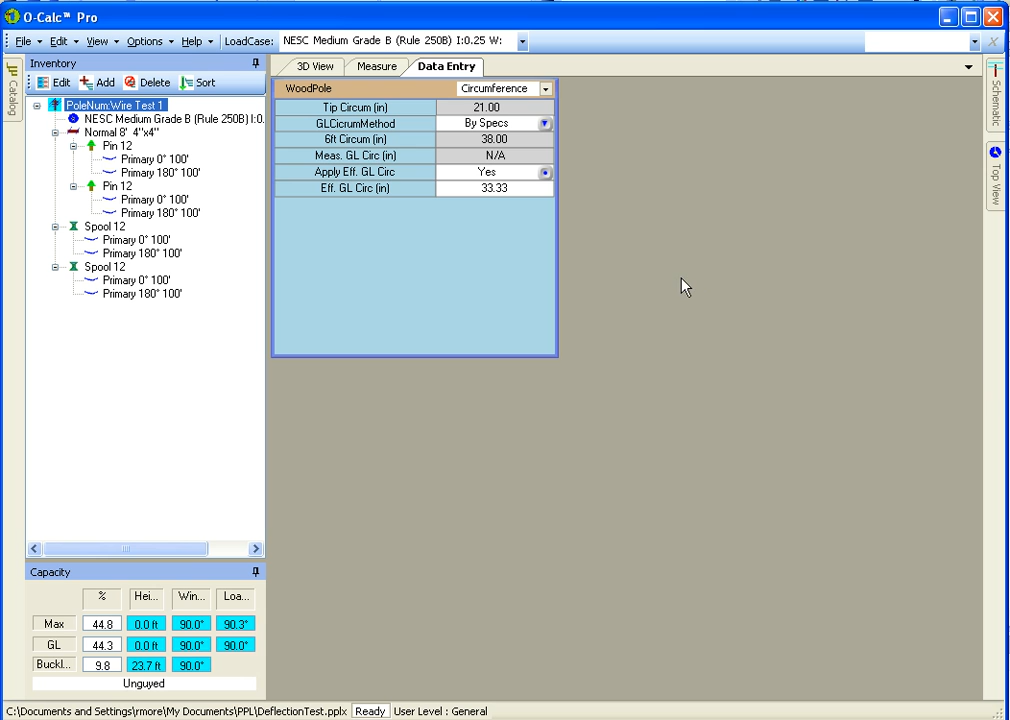 O-Calc™ Pro
File Edit View Options Help LoadCase: NESC Medium Grade B (Rule 250B) I:0.25 W:
Catalog
Inventory
Edit Add Delete Sort
PoleNum:Wire Test 1
NESC Medium Grade B (Rule 250B) I:0.
Normal 8' 4"x4"
Pin 12
Primary 0° 100'
Primary 180° 100'
Pin 12
Primary 0° 100'
Primary 180° 100'
Spool 12
Primary 0° 100'
Primary 180° 100'
Spool 12
Primary 0° 100'
Primary 180° 100'
3D View Measure Data Entry
WoodPole Circumference
Tip Circum (in) 21.00
GLCicrumMethod By Specs
6ft Circum (in) 38.00
Meas. GL Circ (in) N/A
Apply Eff. GL Circ Yes
Eff. GL Circ (in) 33.33
Schematic
Top View
Capacity
% Hei... Win... Loa...
Max 44.8 0.0 ft 90.0° 90.3°
GL 44.3 0.0 ft 90.0° 90.0°
Buckl... 9.8 23.7 ft 90.0°
Unguyed
C:\Documents and Settings\rmore\My Documents\PPL\DeflectionTest.pplx Ready User Level : General